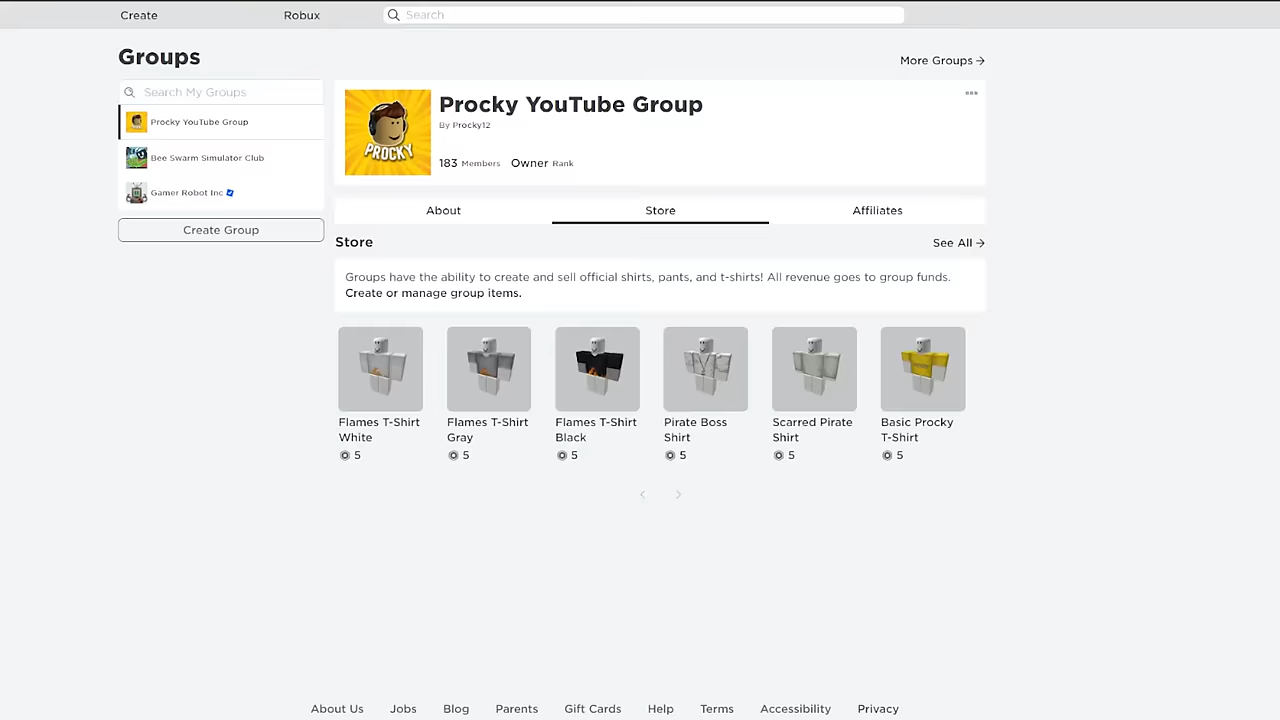 Create
Robux
Search
Groups
More Groups →
Search My Groups
Procky YouTube Group
Bee Swarm Simulator Club
Gamer Robot Inc
Create Group
PROCKY
Procky YouTube Group
By Procky12
183 Members Owner Rank
About
Store
Affiliates
Store
See All →
Groups have the ability to create and sell official shirts, pants, and t-shirts! All revenue goes to group funds.
Create or manage group items.
Flames T-Shirt
White
5
Flames T-Shirt
Gray
5
Flames T-Shirt
Black
5
Pirate Boss
Shirt
5
Scarred Pirate
Shirt
5
Basic Procky
T-Shirt
5
About Us
Jobs
Blog
Parents
Gift Cards
Help
Terms
Accessibility
Privacy